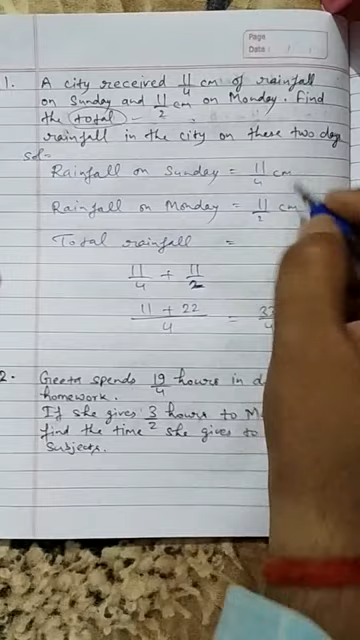 Page
Date : / /
1. A city received 11/4 cm of rainfall
on Sunday and 11/2 cm on Monday. Find
the total
rainfall in the city on these two days
Sol=
Rainfall on Sunday = 11/4 cm
Rainfall on Monday = 11/2 cm
Total rainfall =
11/4 + 11/2
11 + 22/4 =
2. Geeta spends 19/4 hours in
homework.
If she gives 3/2 hours to
find the time she gives to
subjects.